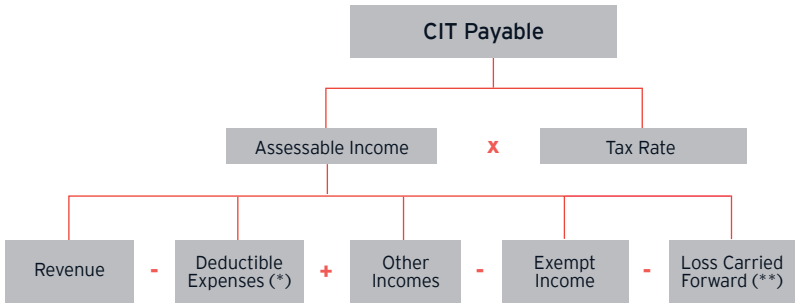 CIT Payable
Assessable Income x Tax Rate
Revenue - Deductible Expenses (*) + Other Incomes - Exempt Income - Loss Carried Forward (**)